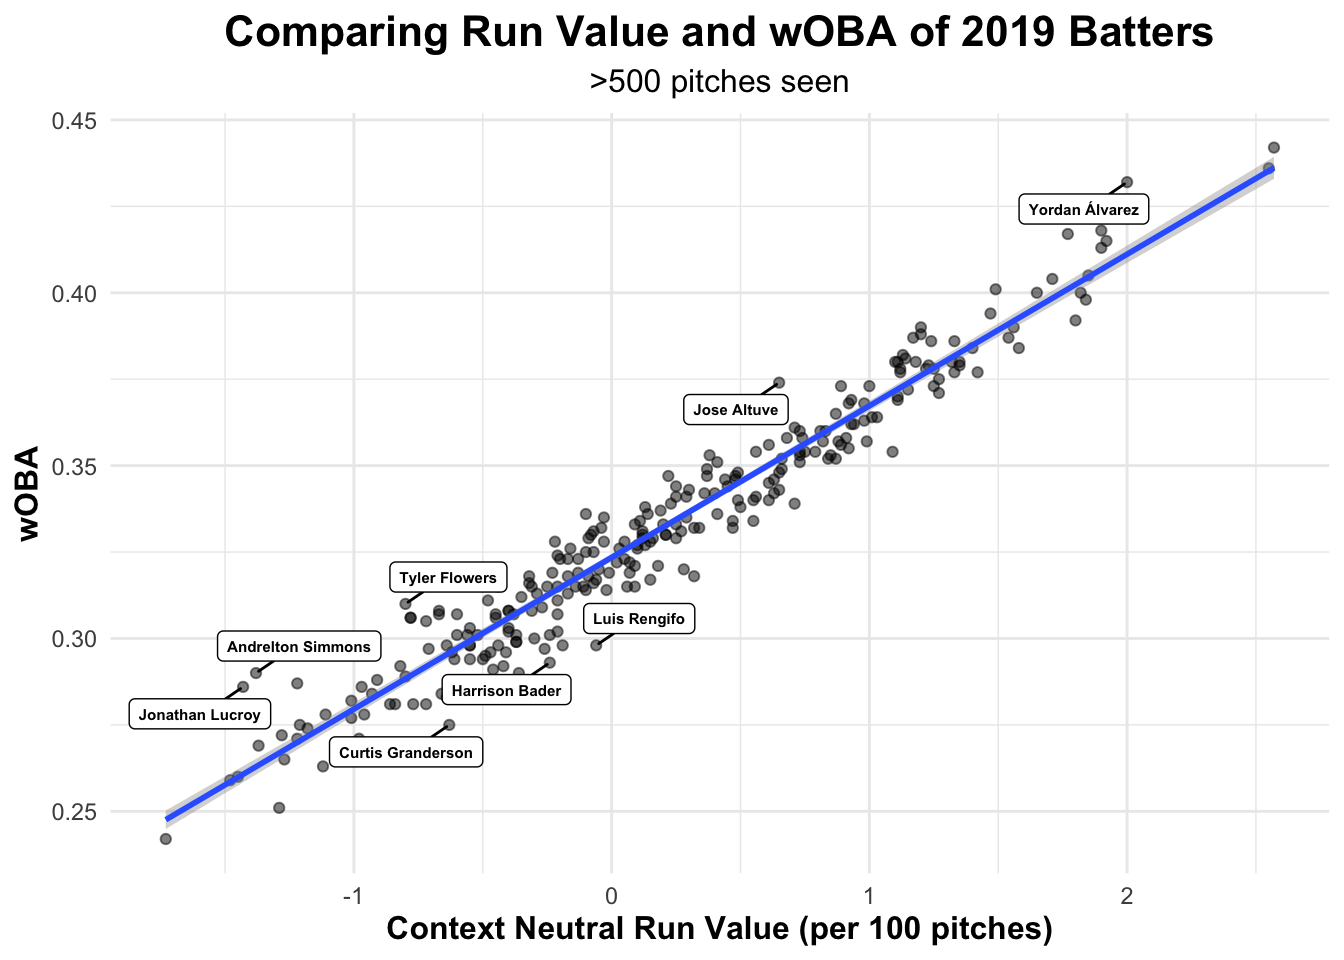 Comparing Run Value and wOBA of 2019 Batters
>500 pitches seen
0.45
Yordan Álvarez
0.40
Jose Altuve
0.35
wOBA
Tyler Flowers
Luis Rengifo
0.30
Andrelton Simmons
Harrison Bader
Jonathan Lucroy
Curtis Granderson
0.25
-1 0 1 2
Context Neutral Run Value (per 100 pitches)